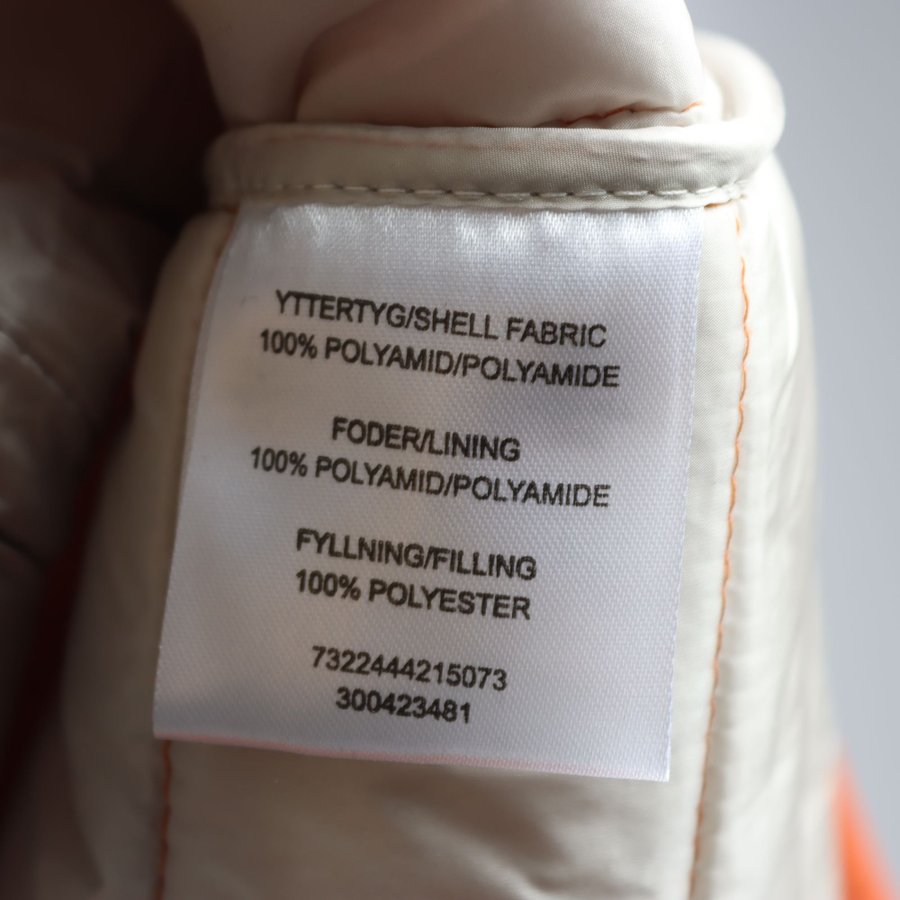 YTTERTYG/SHELL FABRIC
100% POLYAMID/POLYAMIDE
FODER/LINING
100% POLYAMID/POLYAMIDE
FYLLNING/FILLING
100% POLYESTER
7322444215073
300423481